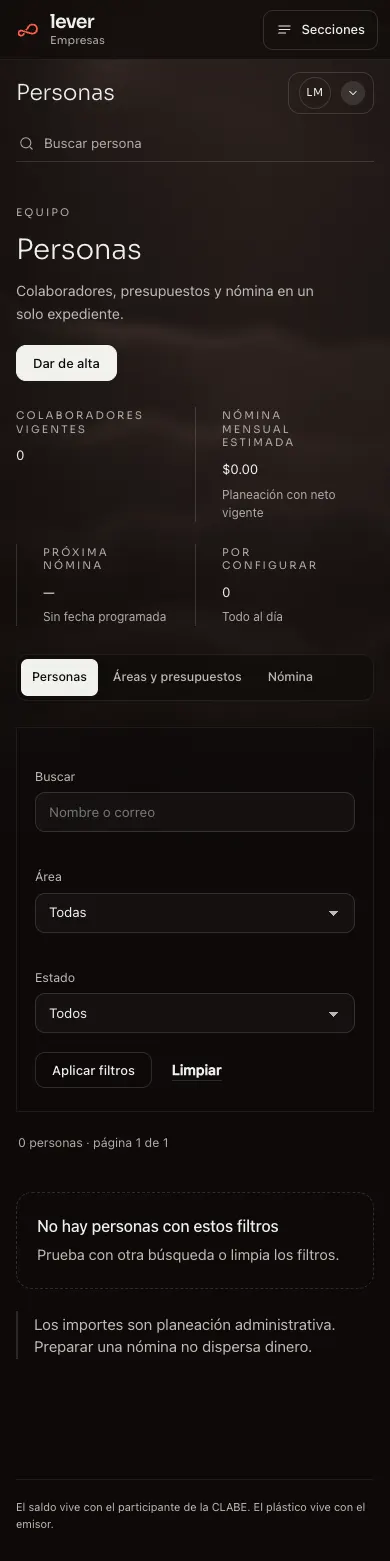 lever
Empresas
Secciones
Personas
LM
Buscar persona
EQUIPO
Personas
Colaboradores, presupuestos y nómina en un
solo expediente.
Dar de alta
COLABORADORES
VIGENTES
0
NÓMINA
MENSUAL
ESTIMADA
$0.00
Planeación con neto
vigente
PRÓXIMA
NÓMINA
—
Sin fecha programada
POR
CONFIGURAR
0
Todo al día
Personas
Áreas y presupuestos
Nómina
Buscar
Nombre o correo
Área
Todas
Estado
Todos
Aplicar filtros
Limpiar
0 personas · página 1 de 1
No hay personas con estos filtros
Prueba con otra búsqueda o limpia los filtros.
Los importes son planeación administrativa.
Preparar una nómina no dispersa dinero.
El saldo vive con el participante de la CLABE. El plástico vive con el
emisor.